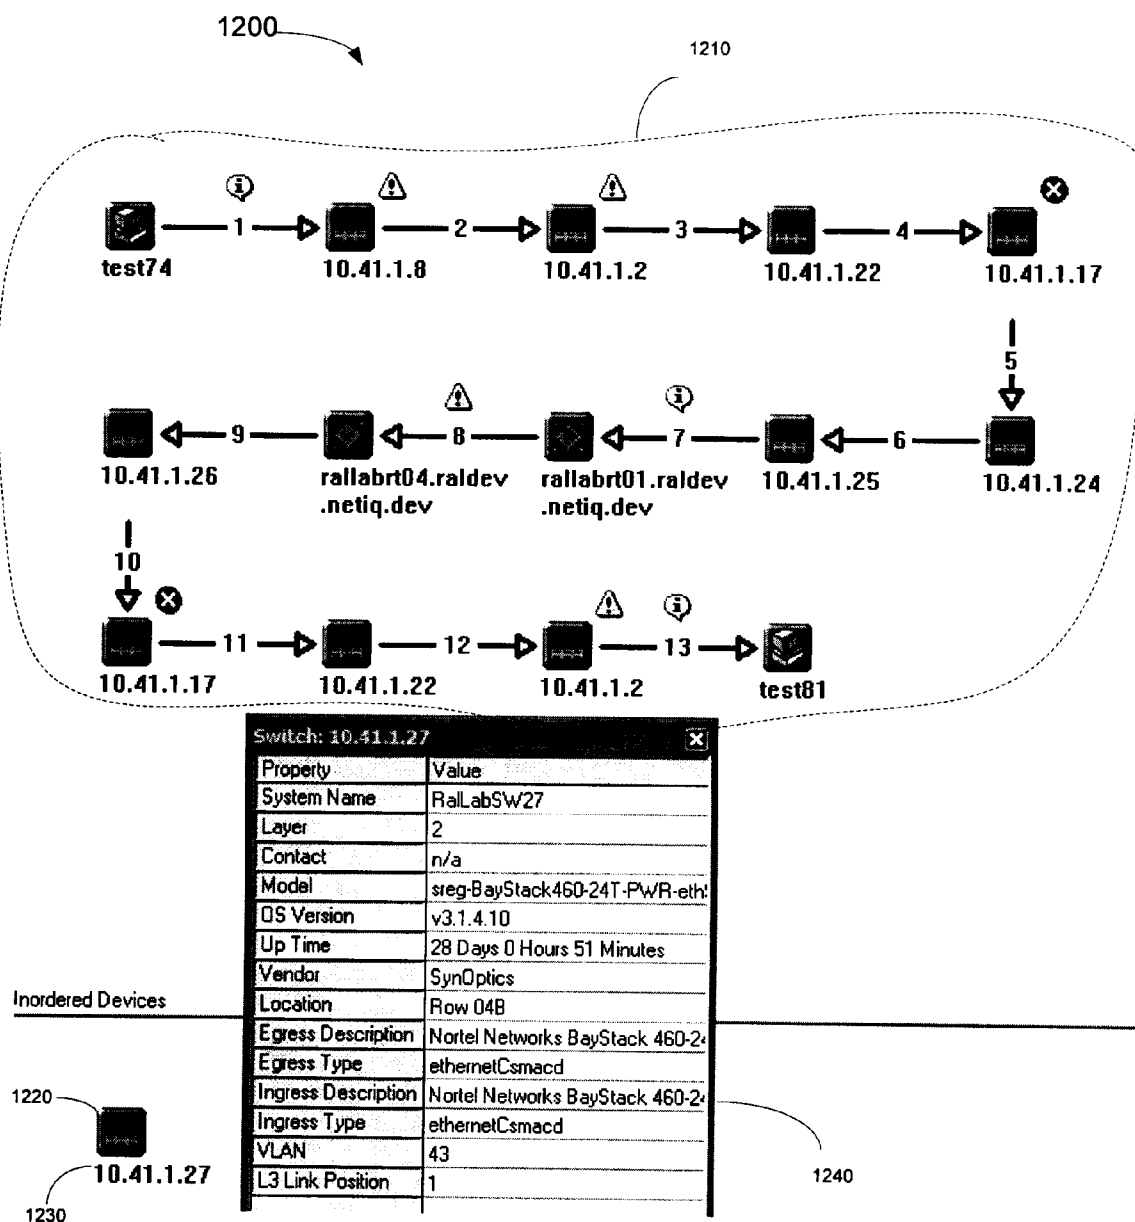 1200
1210
1
2
3
4
test74
10.41.1.8
10.41.1.2
10.41.1.22
10.41.1.17
5
9
8
7
6
10.41.1.26
rallabrt04.raldev
.netiq.dev
rallabrt01.raldev
.netiq.dev
10.41.1.25
10.41.1.24
10
11
12
13
10.41.1.17
10.41.1.22
10.41.1.2
test81
Switch: 10.41.1.27
Property Value
System Name RalLabSW27
Layer 2
Contact n/a
Model sreg-BayStack460-24T-PWR-eth
OS Version v3.1.4.10
Up Time 28 Days 0 Hours 51 Minutes
Vendor SynOptics
Location Row 04B
Inordered Devices
Egress Description Nortel Networks BayStack 460-2
Egress Type ethernetCsmacd
Ingress Description Nortel Networks BayStack 460-2
Ingress Type ethernetCsmacd
VLAN 43
L3 Link Position 1
1220
10.41.1.27
1230
1240